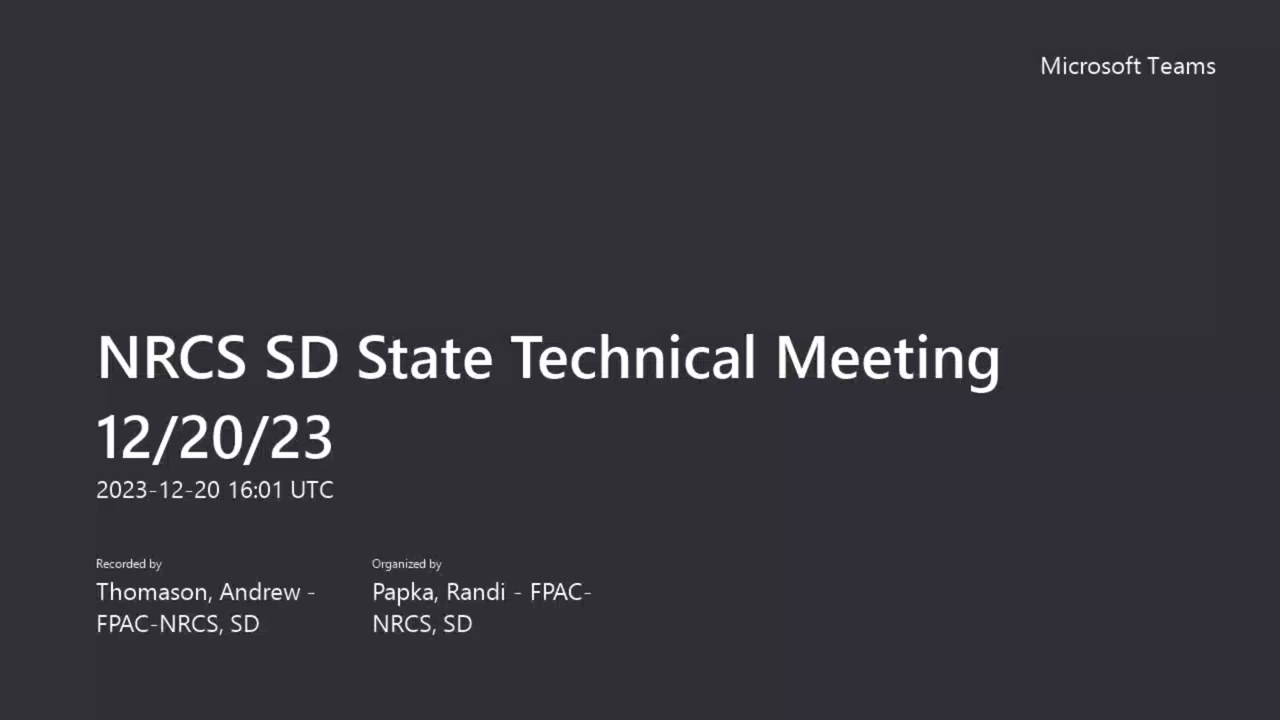 Microsoft Teams
NRCS SD State Technical Meeting
12/20/23
2023-12-20 16:01 UTC
Recorded by
Thomason, Andrew -
FPAC-NRCS, SD
Organized by
Papka, Randi - FPAC-
NRCS, SD